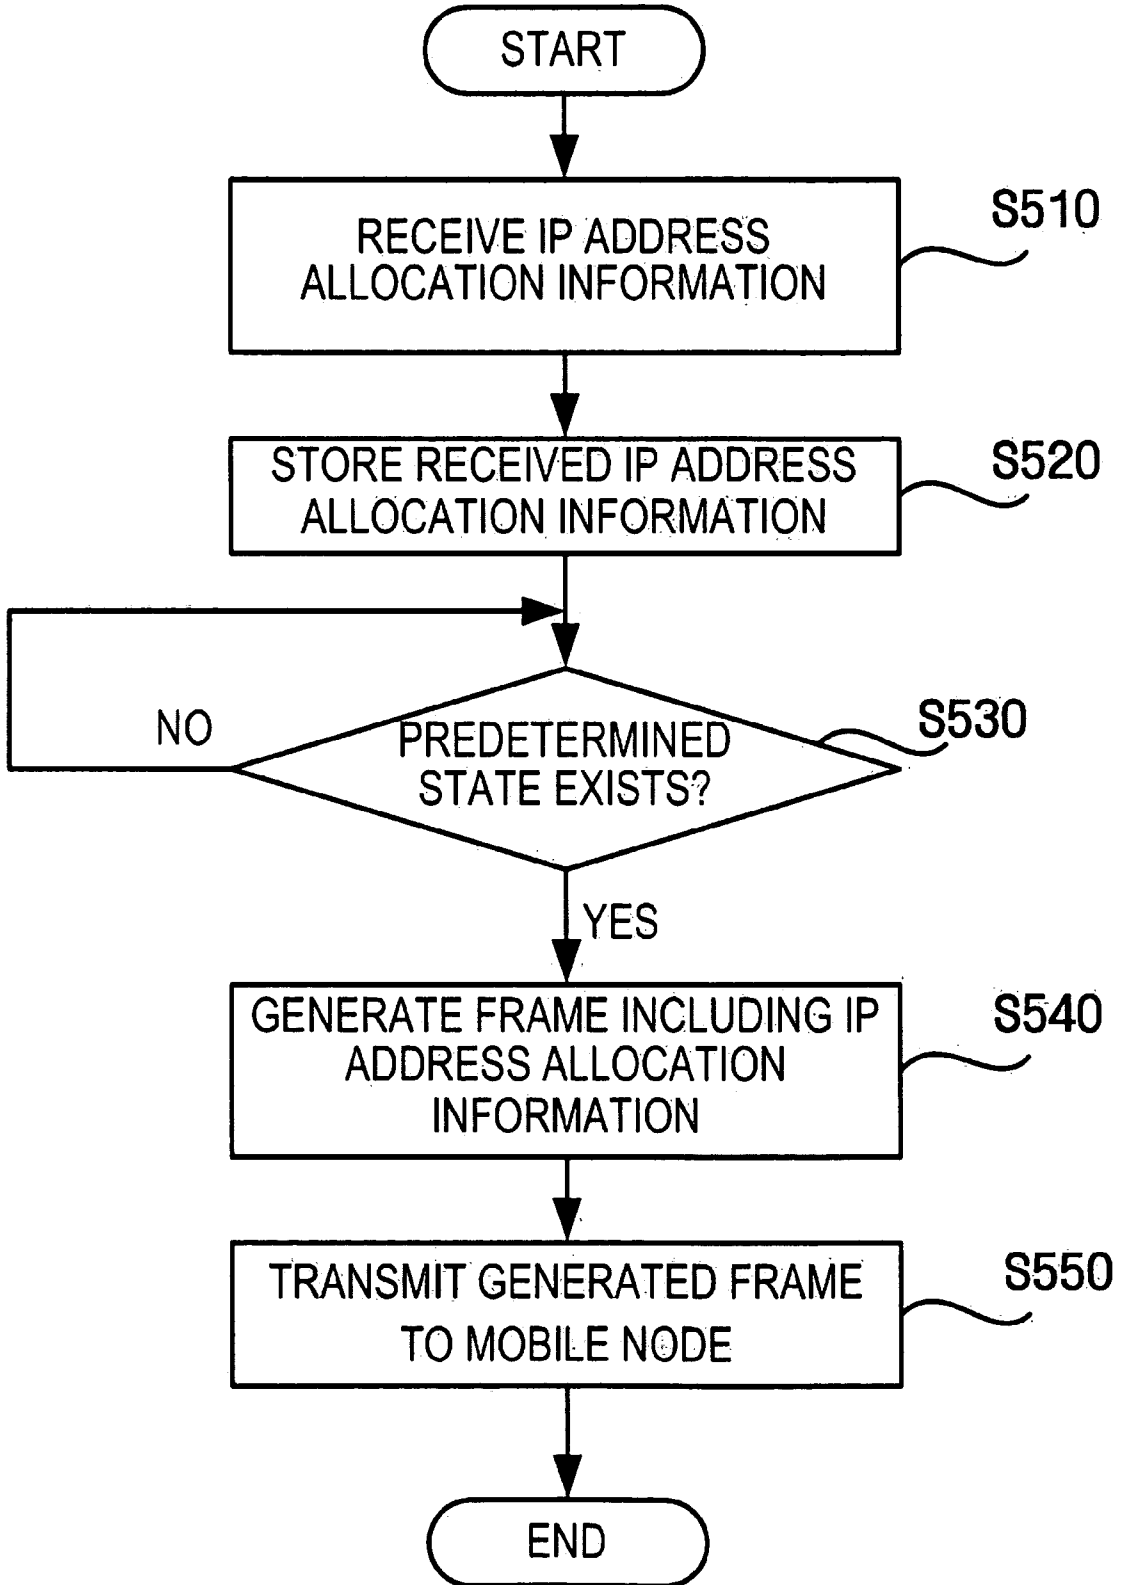 START
RECEIVE IP ADDRESS
ALLOCATION INFORMATION
S510
STORE RECEIVED IP ADDRESS
ALLOCATION INFORMATION
S520
NO
PREDETERMINED
STATE EXISTS?
S530
YES
GENERATE FRAME INCLUDING IP
ADDRESS ALLOCATION
INFORMATION
S540
TRANSMIT GENERATED FRAME
TO MOBILE NODE
S550
END